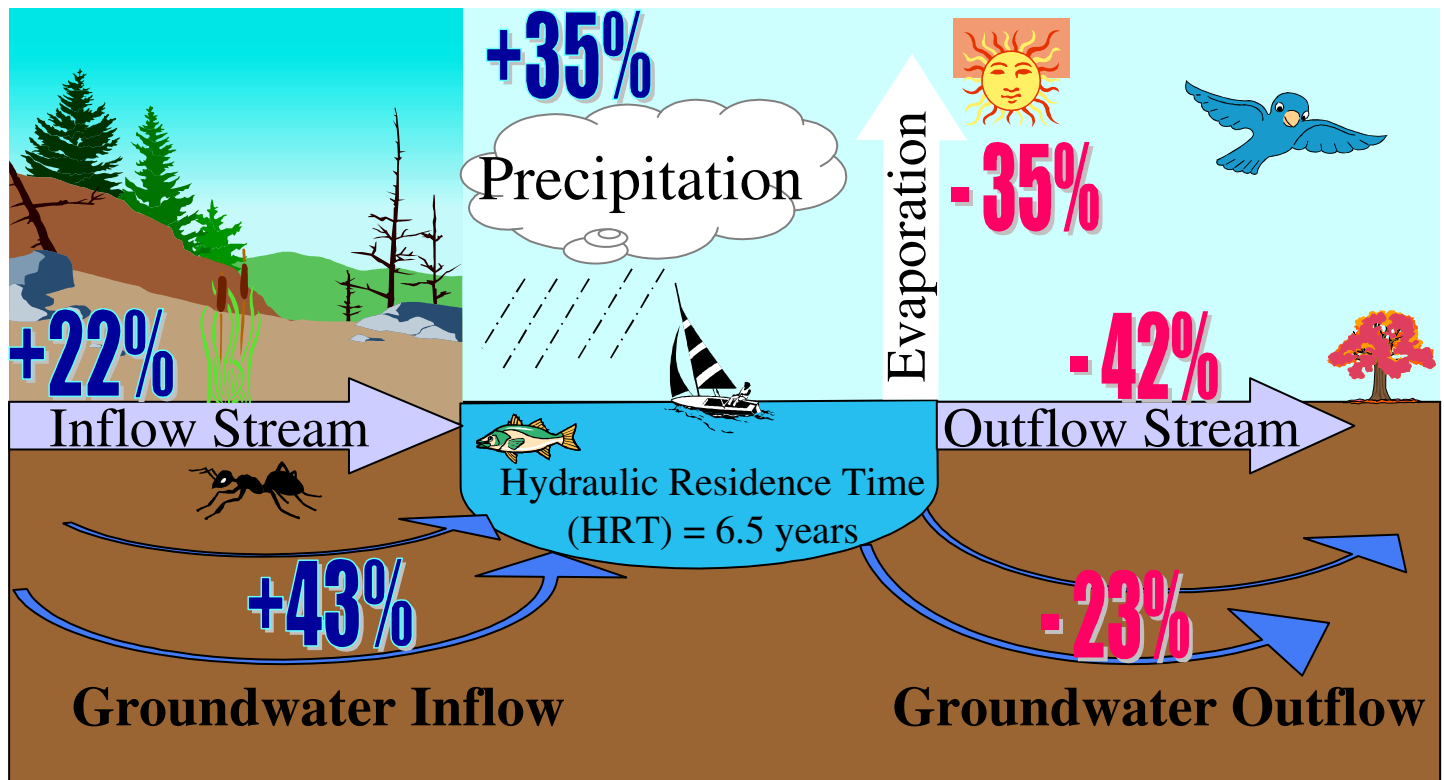 +35%
Precipitation
Evaporation
- 35%
+22%
- 42%
Inflow Stream
Outflow Stream
Hydraulic Residence Time
(HRT) = 6.5 years
+43%
- 23%
Groundwater Inflow
Groundwater Outflow